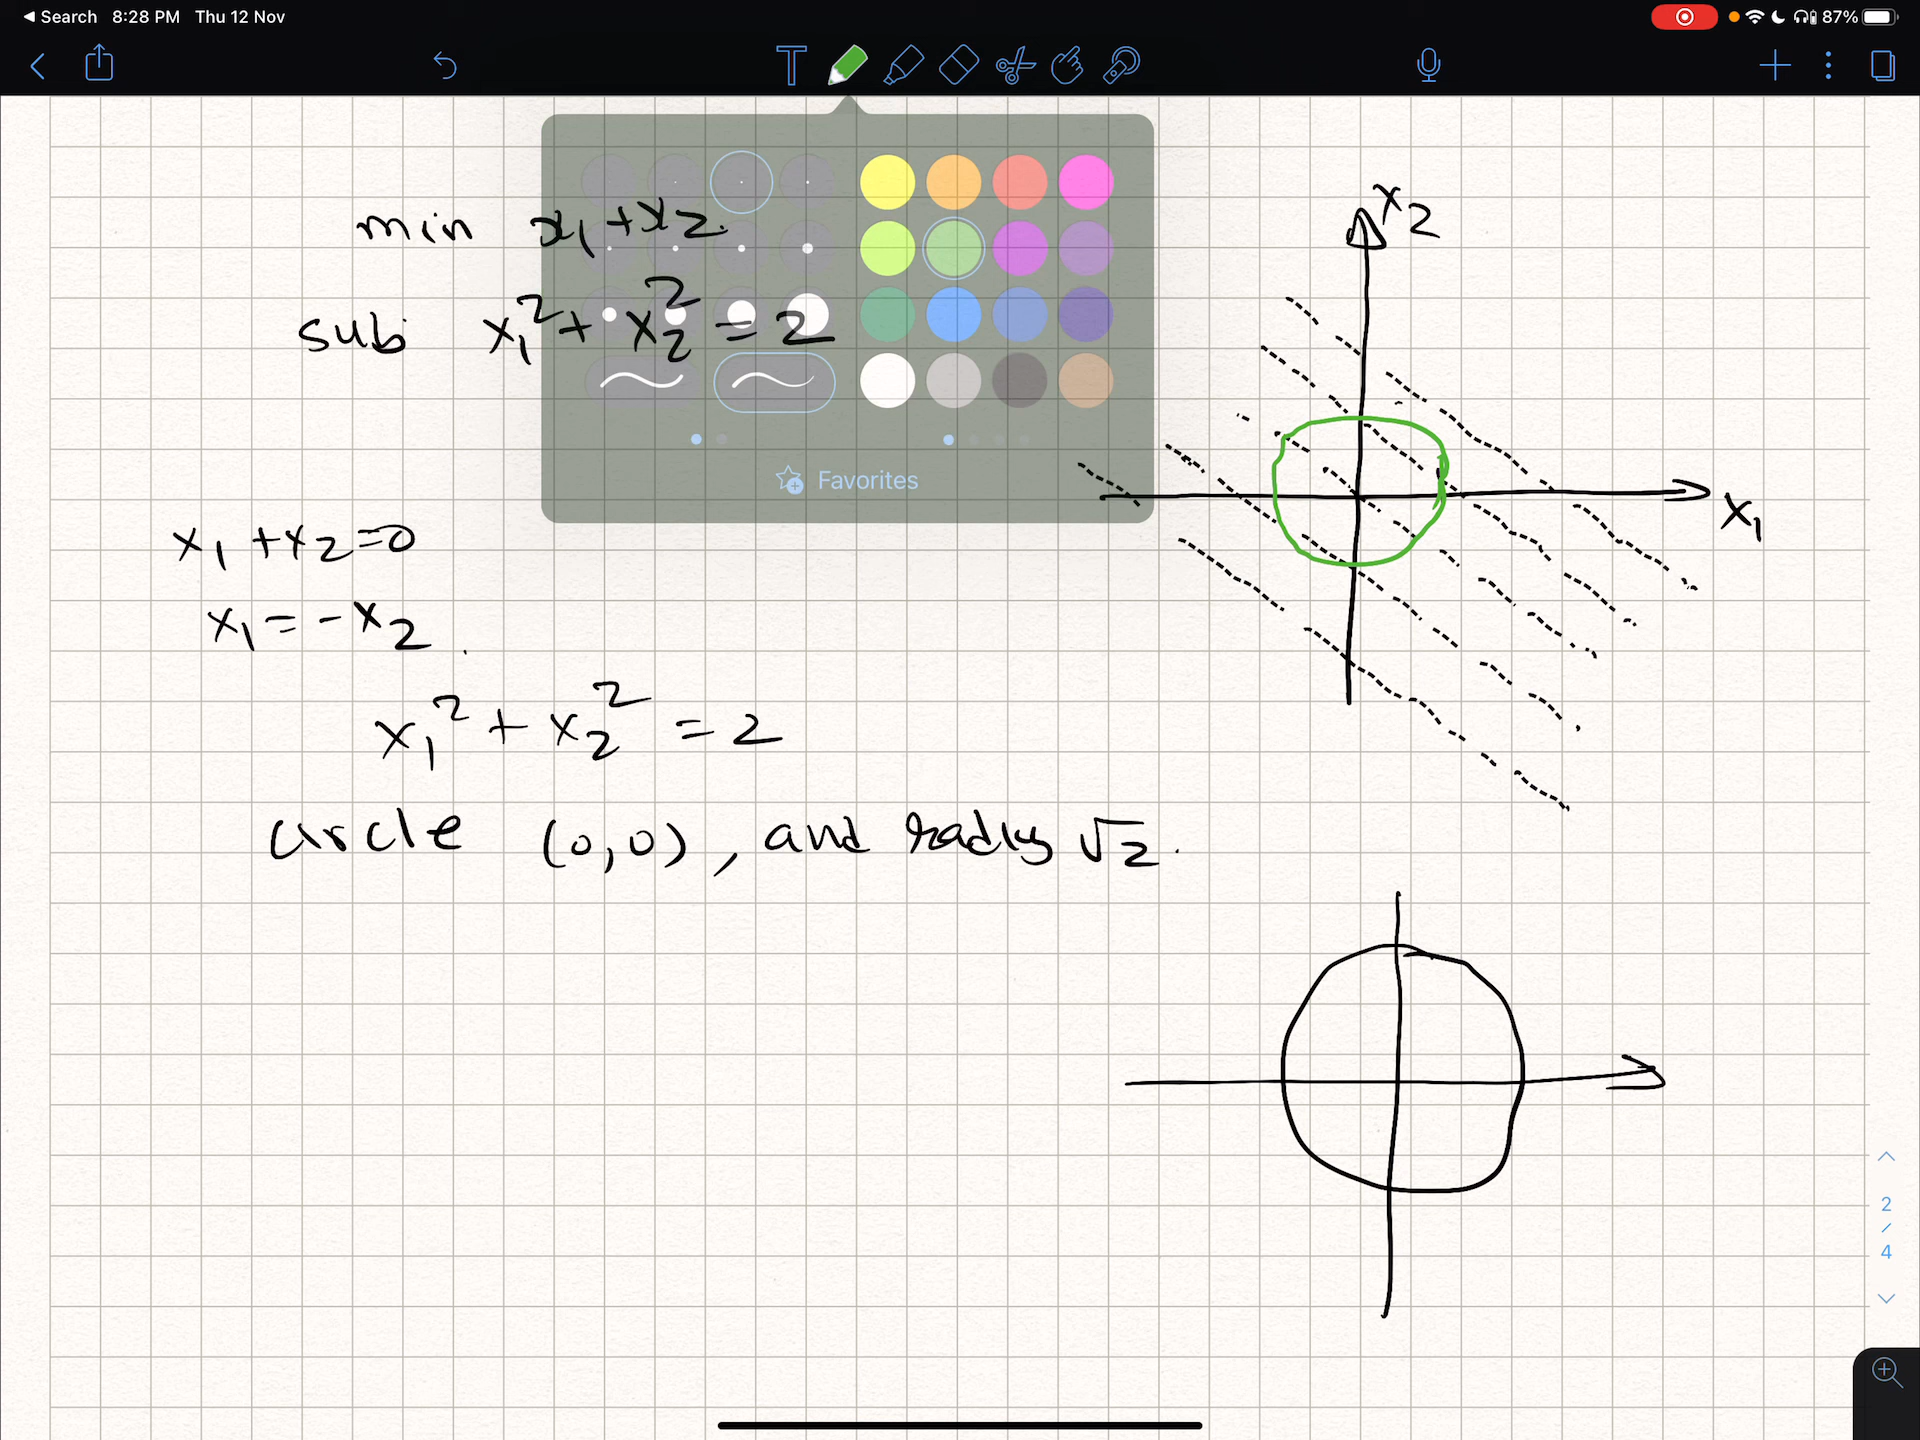 Search 8:28 PM Thu 12 Nov 87%
min x₁+x₂
sub x₁²+ x₂² = 2
Favorites
x₂
x₁
x₁ +x₂=0
x₁ = -x₂
x₁² + x₂² = 2
circle (0,0), and radius √2.
2
/
4